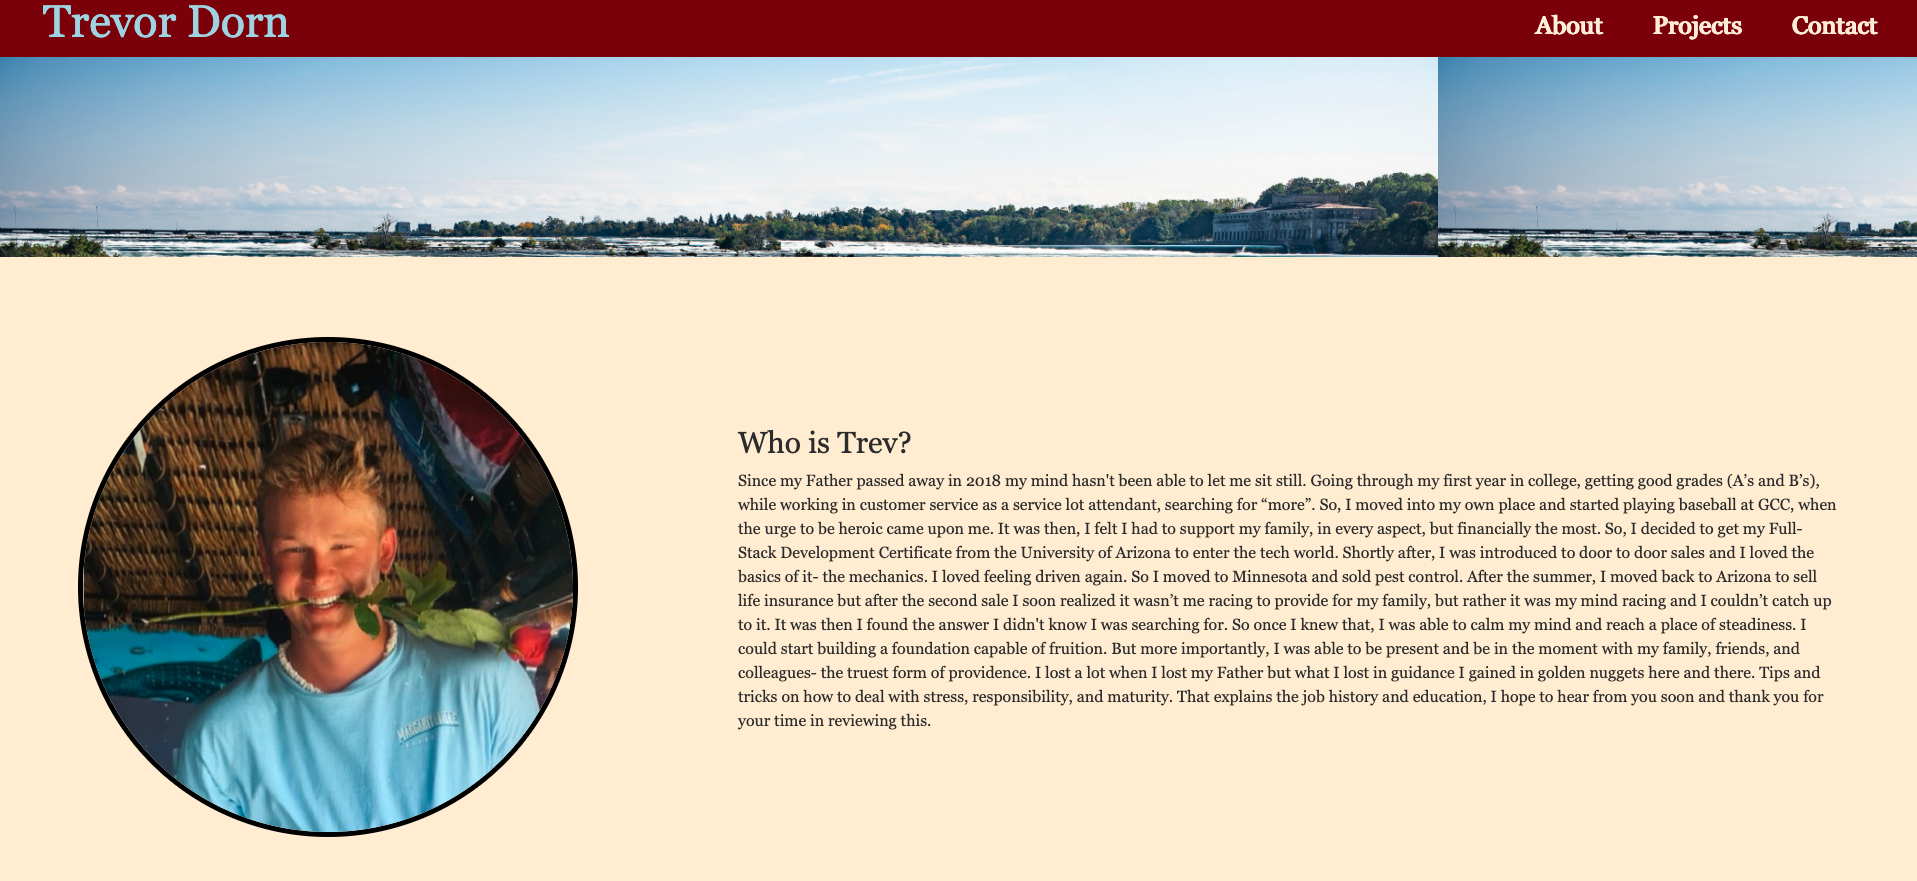 Trevor Dorn
About
Projects
Contact
Who is Trev?
Since my Father passed away in 2018 my mind hasn't been able to let me sit still. Going through my first year in college, getting good grades (A’s and B’s),
while working in customer service as a service lot attendant, searching for “more”. So, I moved into my own place and started playing baseball at GCC, when
the urge to be heroic came upon me. It was then, I felt I had to support my family, in every aspect, but financially the most. So, I decided to get my Full-
Stack Development Certificate from the University of Arizona to enter the tech world. Shortly after, I was introduced to door to door sales and I loved the
basics of it- the mechanics. I loved feeling driven again. So I moved to Minnesota and sold pest control. After the summer, I moved back to Arizona to sell
life insurance but after the second sale I soon realized it wasn’t me racing to provide for my family, but rather it was my mind racing and I couldn’t catch up
to it. It was then I found the answer I didn't know I was searching for. So once I knew that, I was able to calm my mind and reach a place of steadiness. I
could start building a foundation capable of fruition. But more importantly, I was able to be present and be in the moment with my family, friends, and
colleagues- the truest form of providence. I lost a lot when I lost my Father but what I lost in guidance I gained in golden nuggets here and there. Tips and
tricks on how to deal with stress, responsibility, and maturity. That explains the job history and education, I hope to hear from you soon and thank you for
your time in reviewing this.